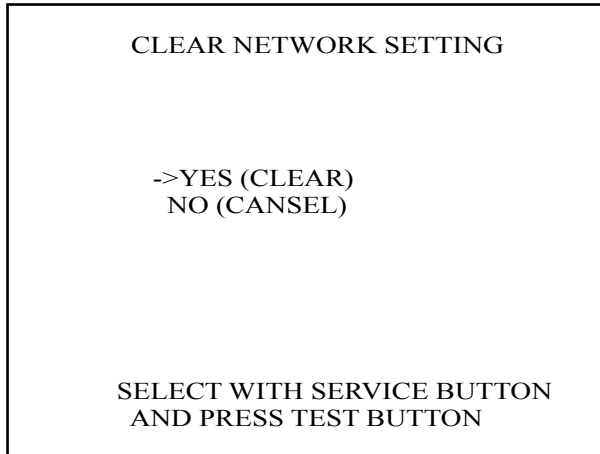 CLEAR NETWORK SETTING
->YES (CLEAR)
NO (CANSEL)
SELECT WITH SERVICE BUTTON
AND PRESS TEST BUTTON